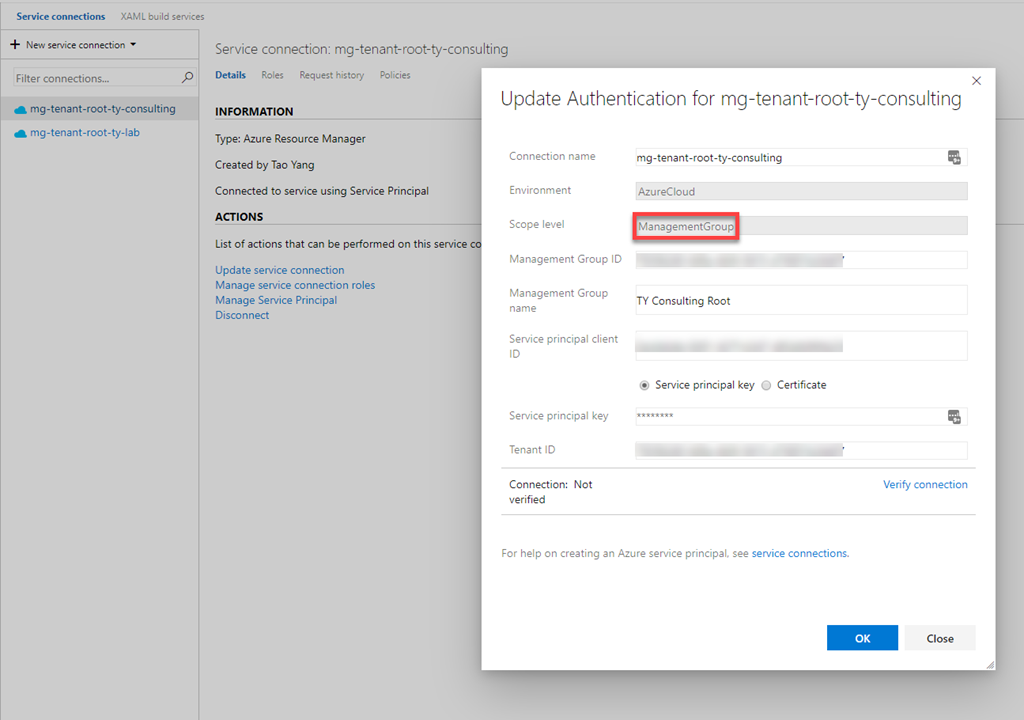 Service connections XAML build services
New service connection
Filter connections...
mg-tenant-root-ty-consulting
mg-tenant-root-ty-lab
Service connection: mg-tenant-root-ty-consulting
Details Roles Request history Policies
INFORMATION
Type: Azure Resource Manager
Created by Tao Yang
Connected to service using Service Principal
ACTIONS
List of actions that can be performed on this service co
Update service connection
Manage service connection roles
Manage Service Principal
Disconnect
Update Authentication for mg-tenant-root-ty-consulting
Connection name mg-tenant-root-ty-consulting
Environment AzureCloud
Scope level ManagementGroup
Management Group ID
Management Group
name
TY Consulting Root
Service principal client
ID
Service principal key Certificate
Service principal key ********
Tenant ID
Connection: Not
verified
Verify connection
For help on creating an Azure service principal, see service connections.
OK Close